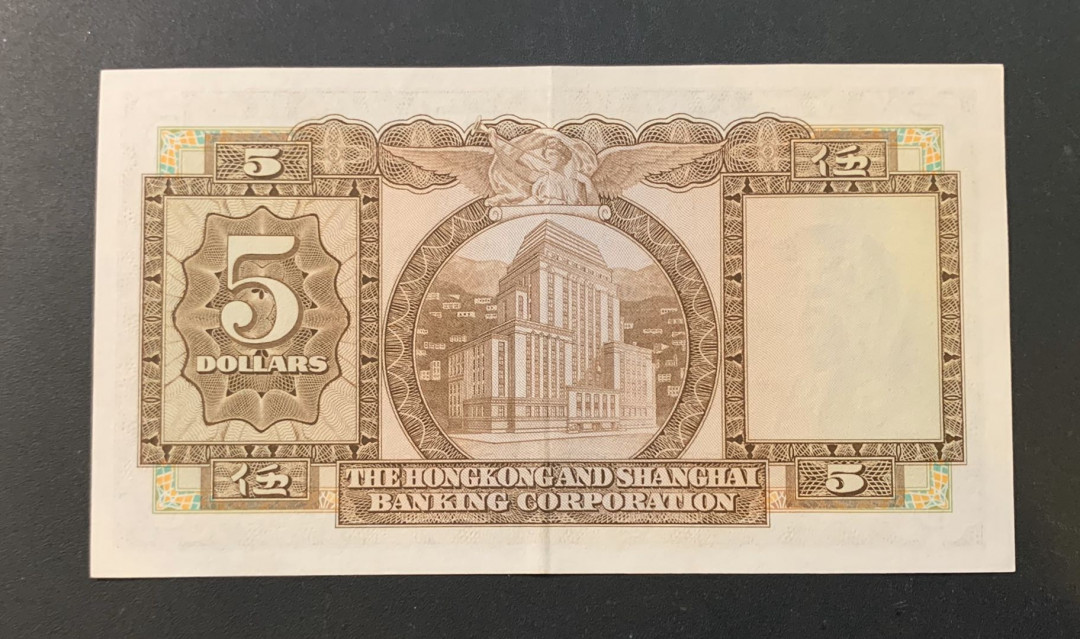 5
伍
5
DOLLARS
伍
THE HONGKONG AND SHANGHAI
BANKING CORPORATION
5